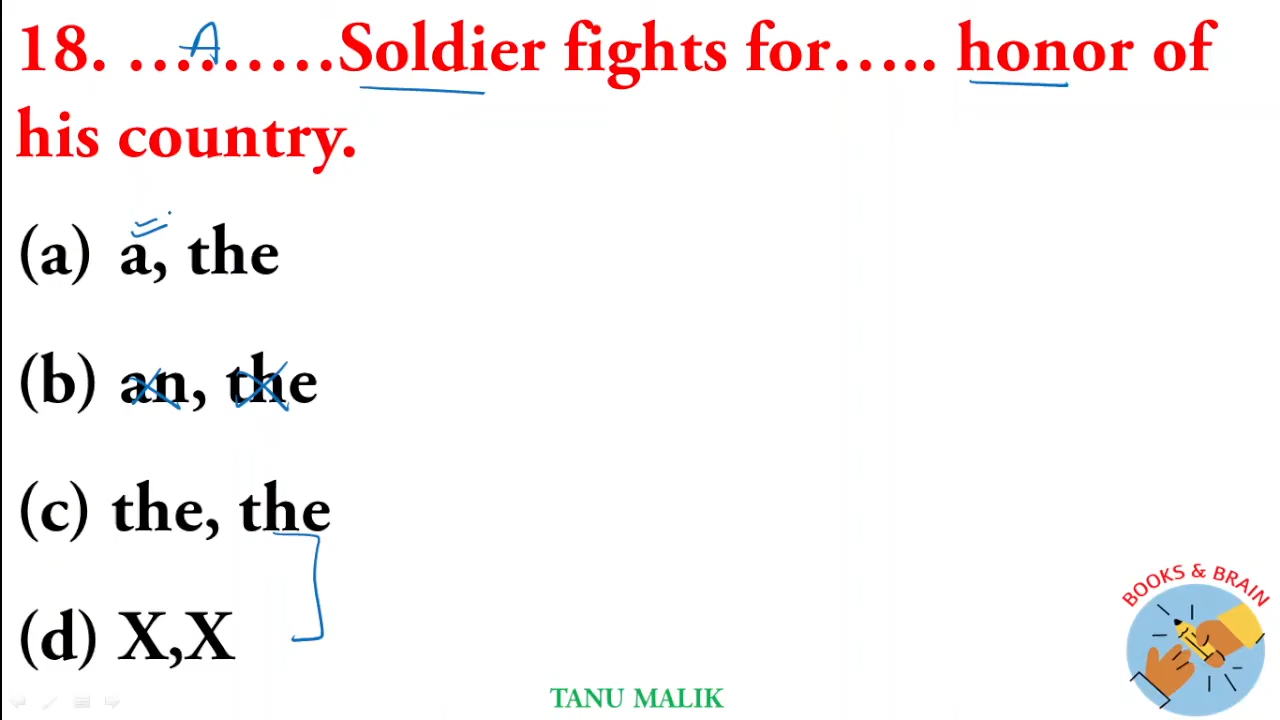 18. ….A……Soldier fights for….. honor of
his country.
(a) a, the
(b) an, the
(c) the, the
(d) X,X
BOOKS & BRAIN
TANU MALIK